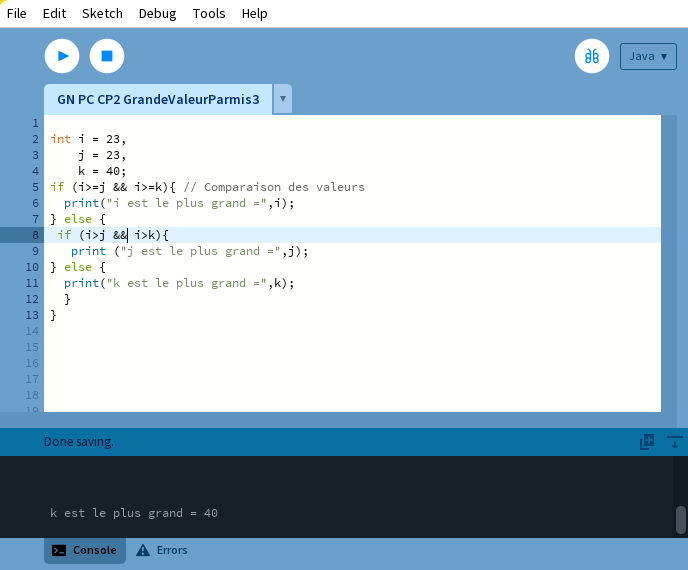 File Edit Sketch Debug Tools Help
Java ▾
GN PC CP2 GrandeValeurParmis3 ▾
1
2 int i = 23,
3     j = 23,
4     k = 40;
5 if (i>=j && i>=k){ // Comparaison des valeurs
6   print("i est le plus grand =",i);
7 } else {
8  if (i>j && i>k){
9    print ("j est le plus grand =",j);
10 } else {
11   print("k est le plus grand =",k);
12   }
13 }
14
15
16
17
18
19
Done saving.
k est le plus grand = 40
Console Errors